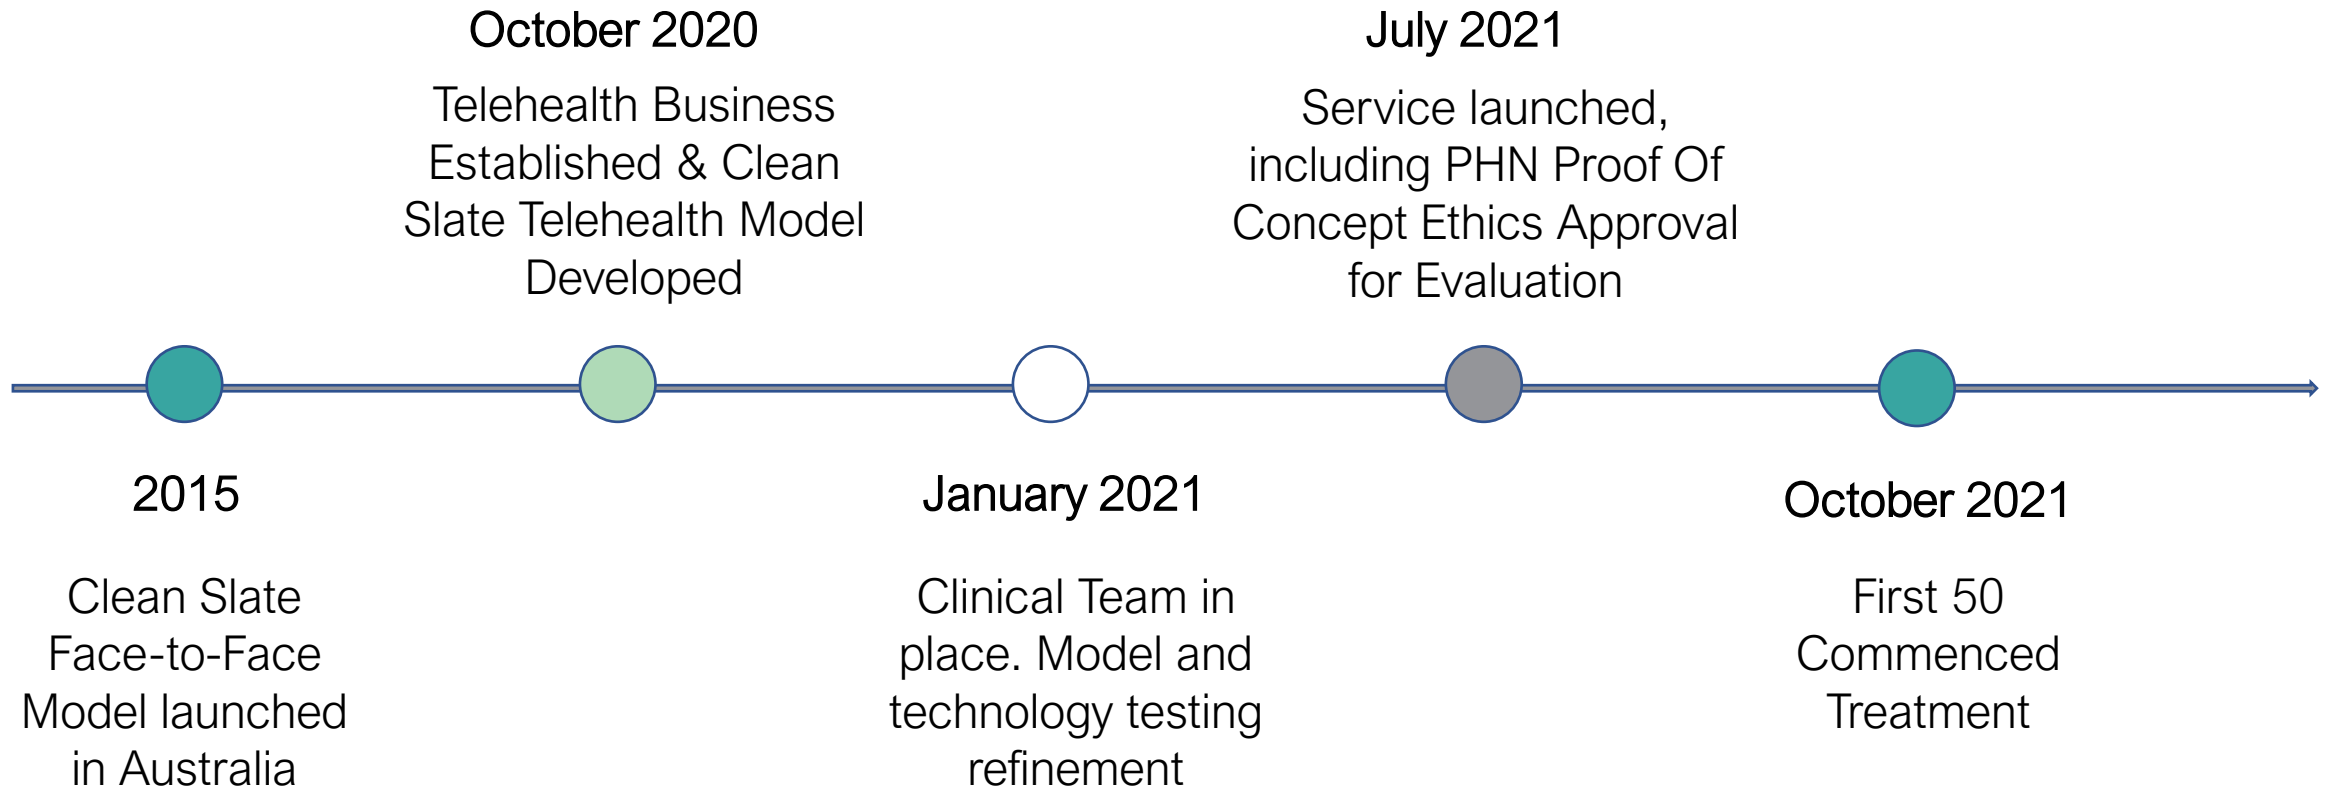 2015
Clean Slate
Face-to-Face
Model launched
in Australia
October 2020
Telehealth Business
Established & Clean
Slate Telehealth Model
Developed
January 2021
Clinical Team in
place. Model and
technology testing
refinement
July 2021
Service launched,
including PHN Proof Of
Concept Ethics Approval
for Evaluation
October 2021
First 50
Commenced
Treatment